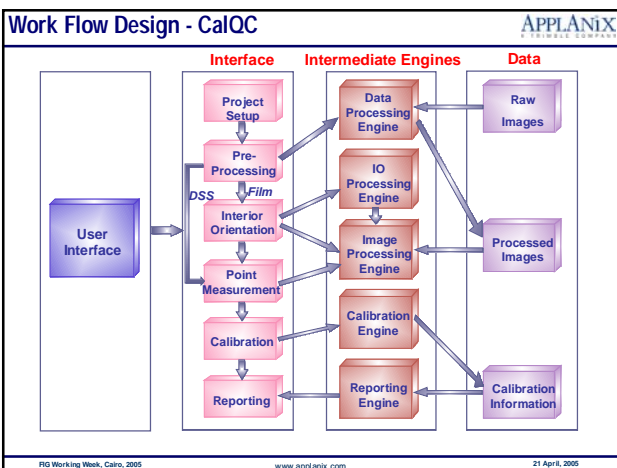 Work Flow Design - CalQC
APPLANIX
A TRIMBLE COMPANY
Interface
Intermediate Engines
Data
Project
Setup
Pre-
Processing
DSS
Film
Interior
Orientation
Point
Measurement
Calibration
Reporting
User
Interface
Data
Processing
Engine
IO
Processing
Engine
Image
Processing
Engine
Calibration
Engine
Reporting
Engine
Raw
Images
Processed
Images
Calibration
Information
FIG Working Week, Cairo, 2005
www.applanix.com
21 April, 2005